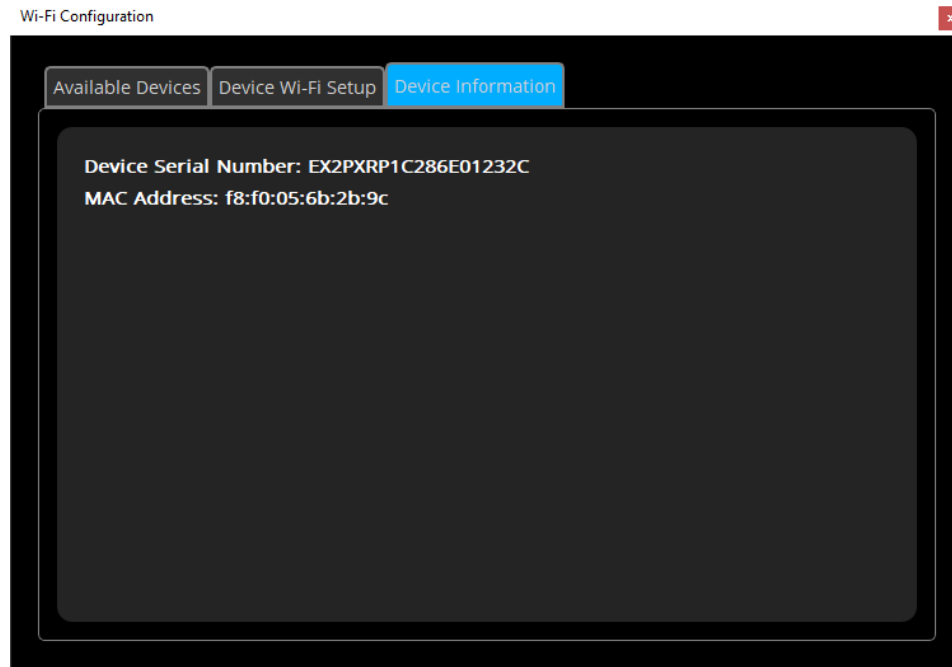 Wi-Fi Configuration
x
Available Devices
Device Wi-Fi Setup
Device Information
Device Serial Number: EX2PXRP1C286E01232C
MAC Address: f8:f0:05:6b:2b:9c